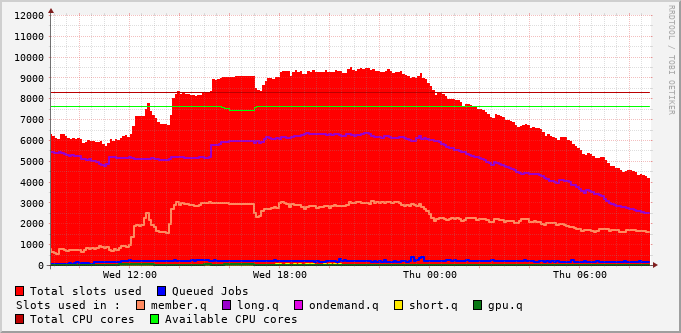 12000
11000
10000
9000
8000
7000
6000
5000
4000
3000
2000
1000
0
Wed 12:00 Wed 18:00 Thu 00:00 Thu 06:00
RRDTOOL / TOBI OETIKER
Total slots used Queued Jobs
Slots used in : member.q long.q ondemand.q short.q gpu.q
Total CPU cores Available CPU cores